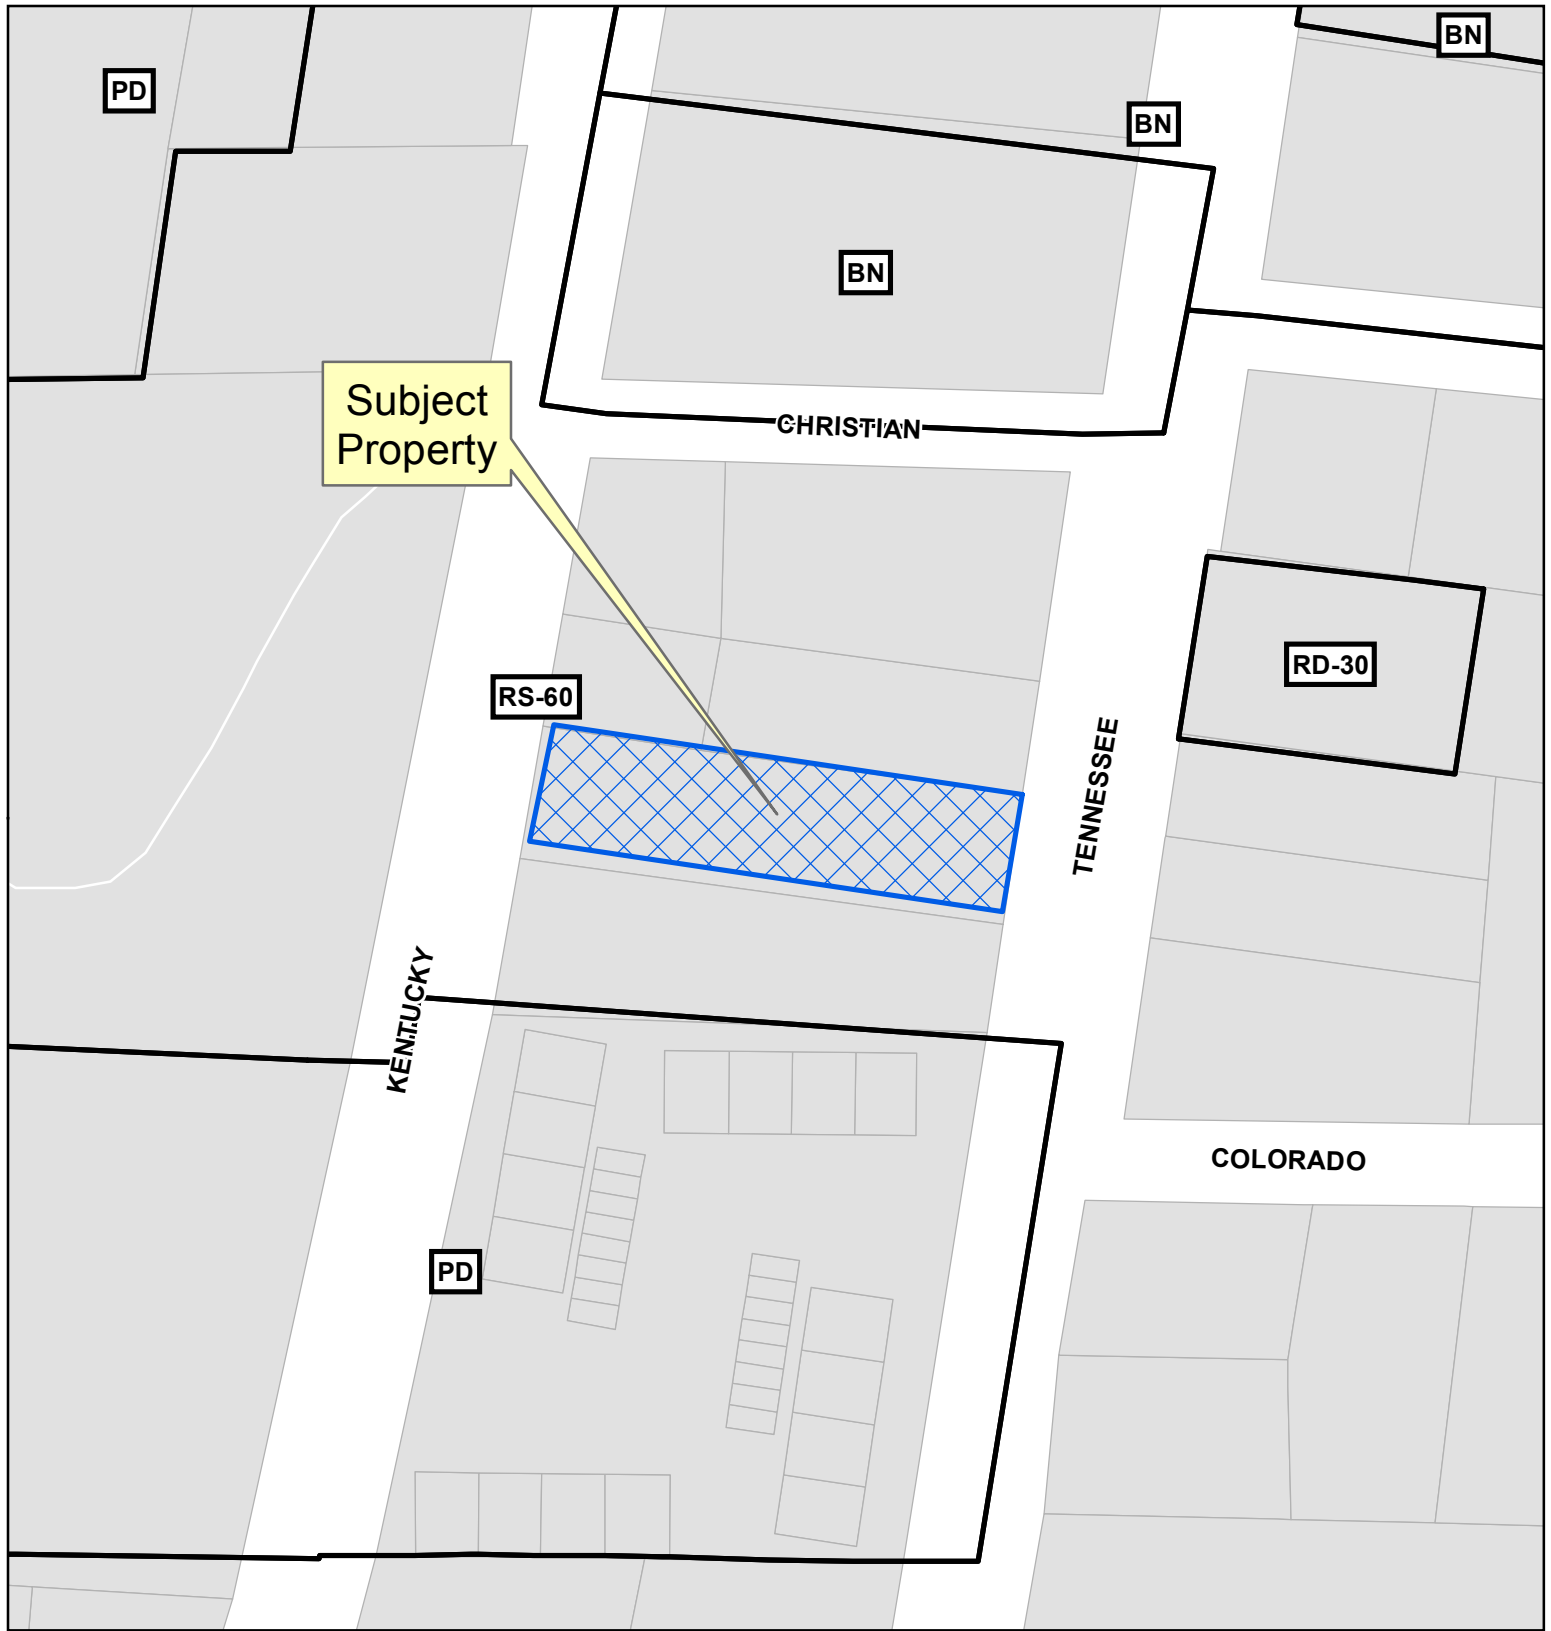 BN
PD
BN
BN
Subject
Property
CHRISTIAN
RD-30
RS-60
TENNESSEE
KENTUCKY
COLORADO
PD